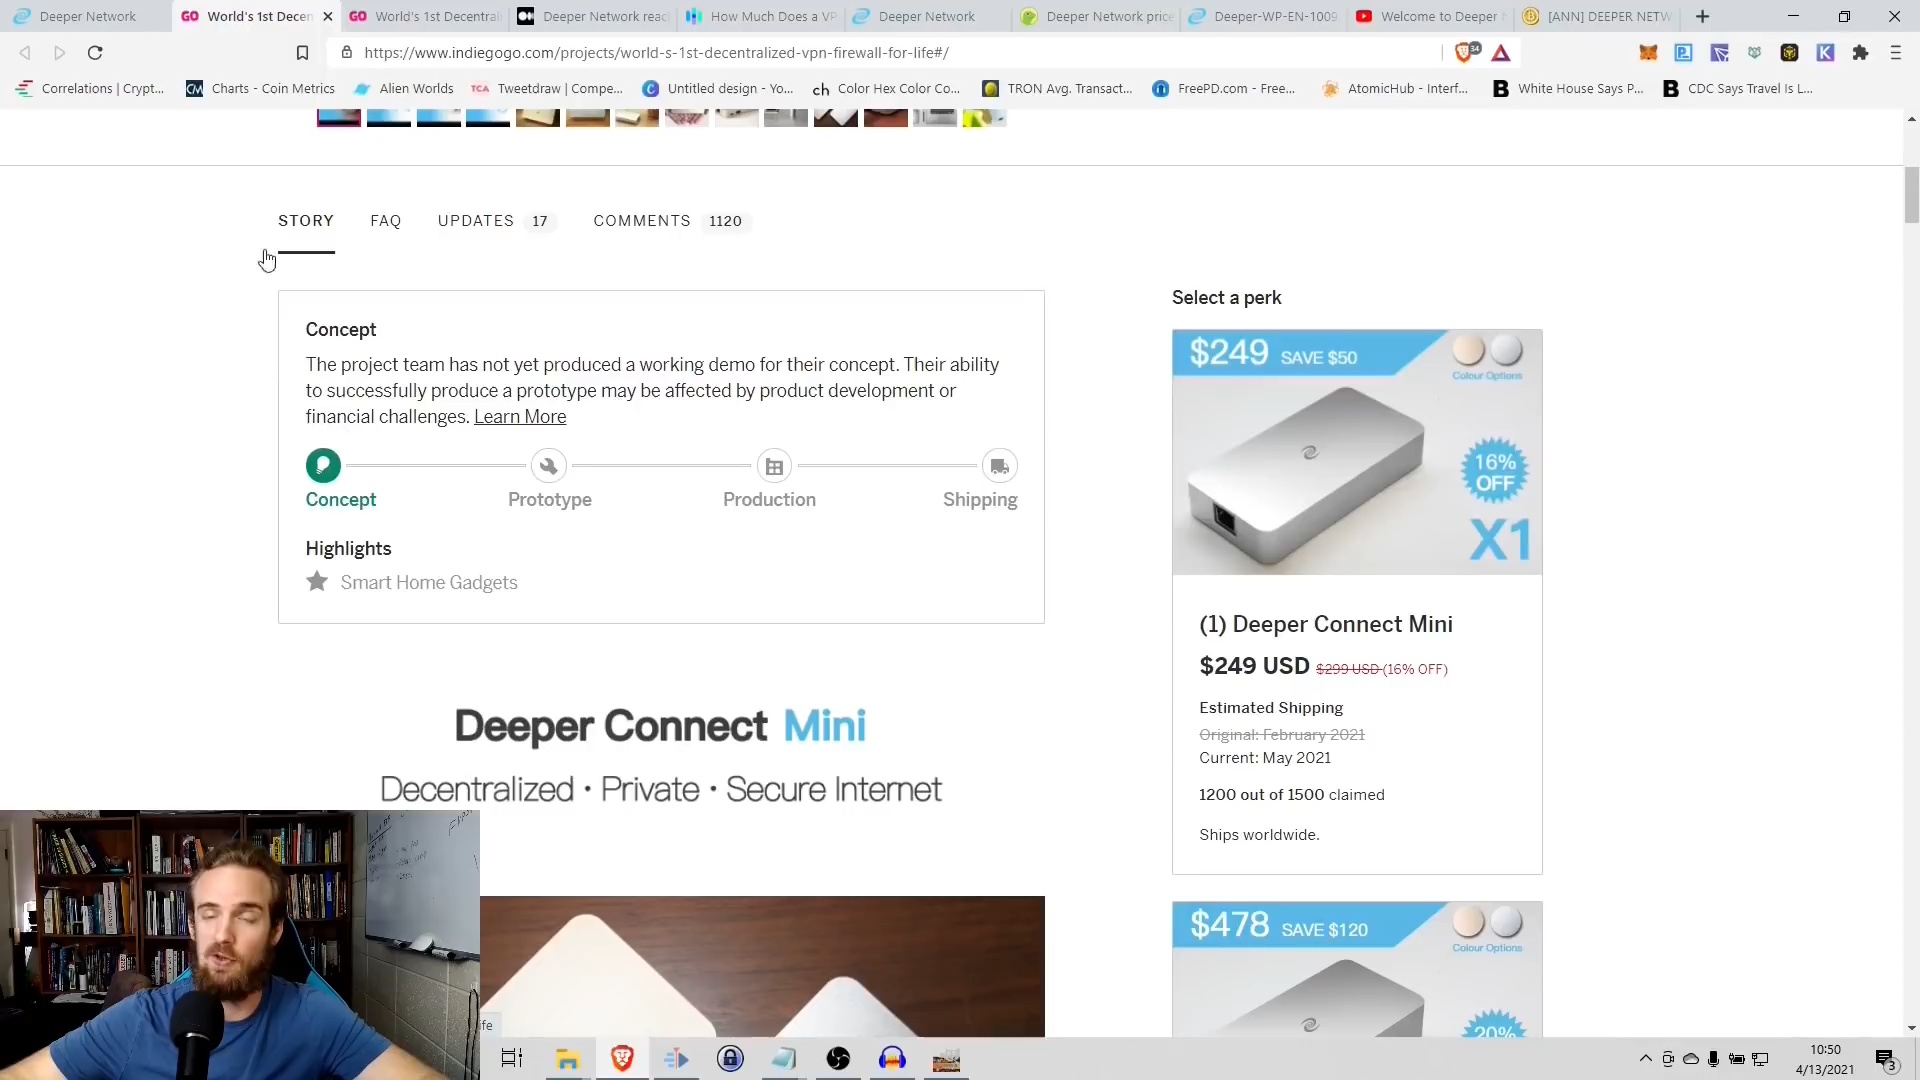 Deeper Network
World's 1st Decen
World's 1st Decentrali
Deeper Network reac
How Much Does a VP
Deeper Network
Deeper Network price
Deeper-WP-EN-1009
Welcome to Deeper
[ANN] DEEPER NETW
https://www.indiegogo.com/projects/world-s-1st-decentralized-vpn-firewall-for-life#/
34
Correlations | Crypt...
Charts - Coin Metrics
Alien Worlds
Tweetdraw | Compe...
Untitled design - Yo...
Color Hex Color Co...
TRON Avg. Transact...
FreePD.com - Free...
AtomicHub - Interf...
White House Says P...
CDC Says Travel Is L...
STORY FAQ UPDATES 17 COMMENTS 1120
Concept
The project team has not yet produced a working demo for their concept. Their ability
to successfully produce a prototype may be affected by product development or
financial challenges. Learn More
Concept Prototype Production Shipping
Highlights
Smart Home Gadgets
Deeper Connect Mini
Decentralized • Private • Secure Internet
Select a perk
$249 SAVE $50
Colour Options
16%
OFF
X1
(1) Deeper Connect Mini
$249 USD $299 USD (16% OFF)
Estimated Shipping
Original: February 2021
Current: May 2021
1200 out of 1500 claimed
Ships worldwide.
$478 SAVE $120
Colour Options
20%
ife
10:50
4/13/2021
3